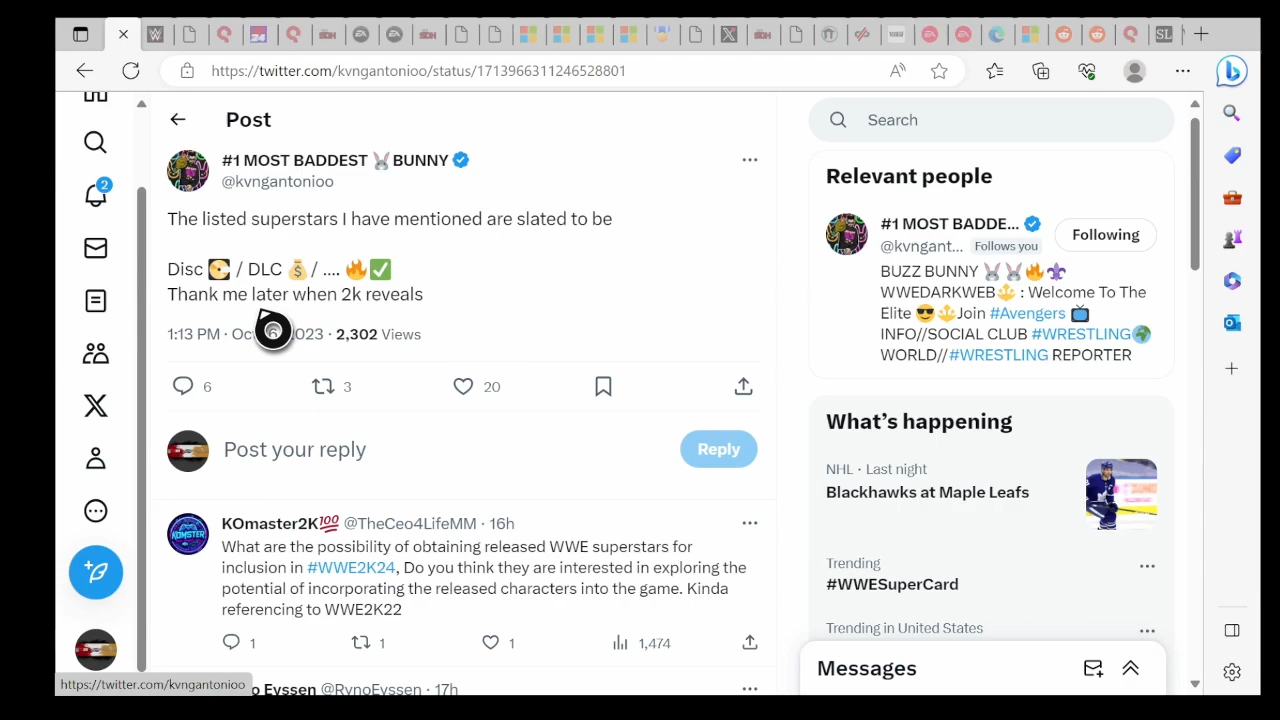 https://twitter.com/kvngantonioo/status/1713966311246528801
Post
#1 MOST BADDEST 🐰BUNNY
@kvngantonioo
The listed superstars I have mentioned are slated to be
Disc 📀 / DLC 💰 / .... 🔥✅
Thank me later when 2k reveals
1:13 PM · Oc 2023 · 2,302 Views
6
3
20
Post your reply
Reply
KOmaster2K💯 @TheCeo4LifeMM · 16h
What are the possibility of obtaining released WWE superstars for
inclusion in #WWE2K24, Do you think they are interested in exploring the
potential of incorporating the released characters into the game. Kinda
referencing to WWE2K22
1
1
1
1,474
Eyssen @RynoEyssen · 17h
https://twitter.com/kvngantonioo
2
Search
Relevant people
#1 MOST BADDE...
@kvngant... Follows you
Following
BUZZ BUNNY 🐰🐰🔥⚜️
WWEDARKWEB🔱 : Welcome To The
Elite 😎🔱Join #Avengers 📺
INFO//SOCIAL CLUB #WRESTLING🌍
WORLD//#WRESTLING REPORTER
What's happening
NHL · Last night
Blackhawks at Maple Leafs
Trending
#WWESuperCard
Trending in United States
Messages